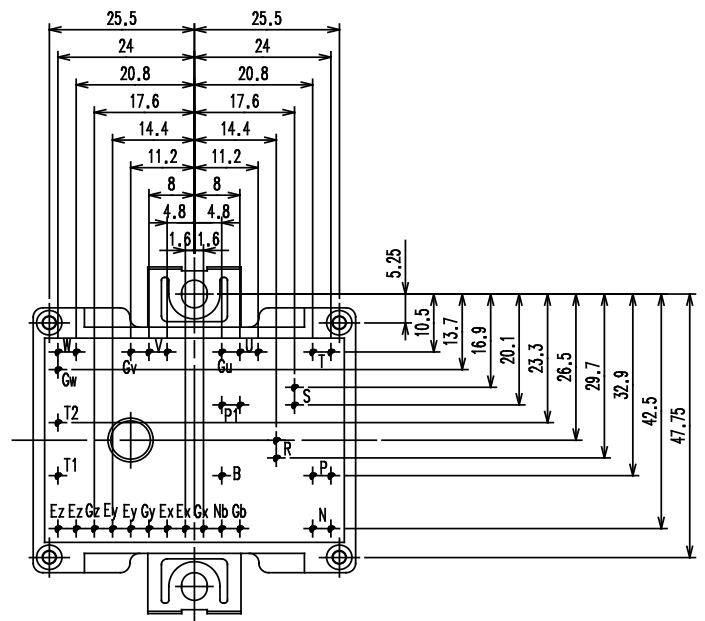 25.5 25.5
24 24
20.8 20.8
17.6 17.6
14.4 14.4
11.2 11.2
8 8
4.8 4.8
1.6 1.6
5.25
10.5
13.7
16.9
20.1
23.3
26.5
29.7
32.9
42.5
47.75
W V U T
Gv Gu
Gw
S
T2 P1
R
T1 B P
Ez Ez Gz Ey Ey Gy Ex Ex Gx Nb Gb N